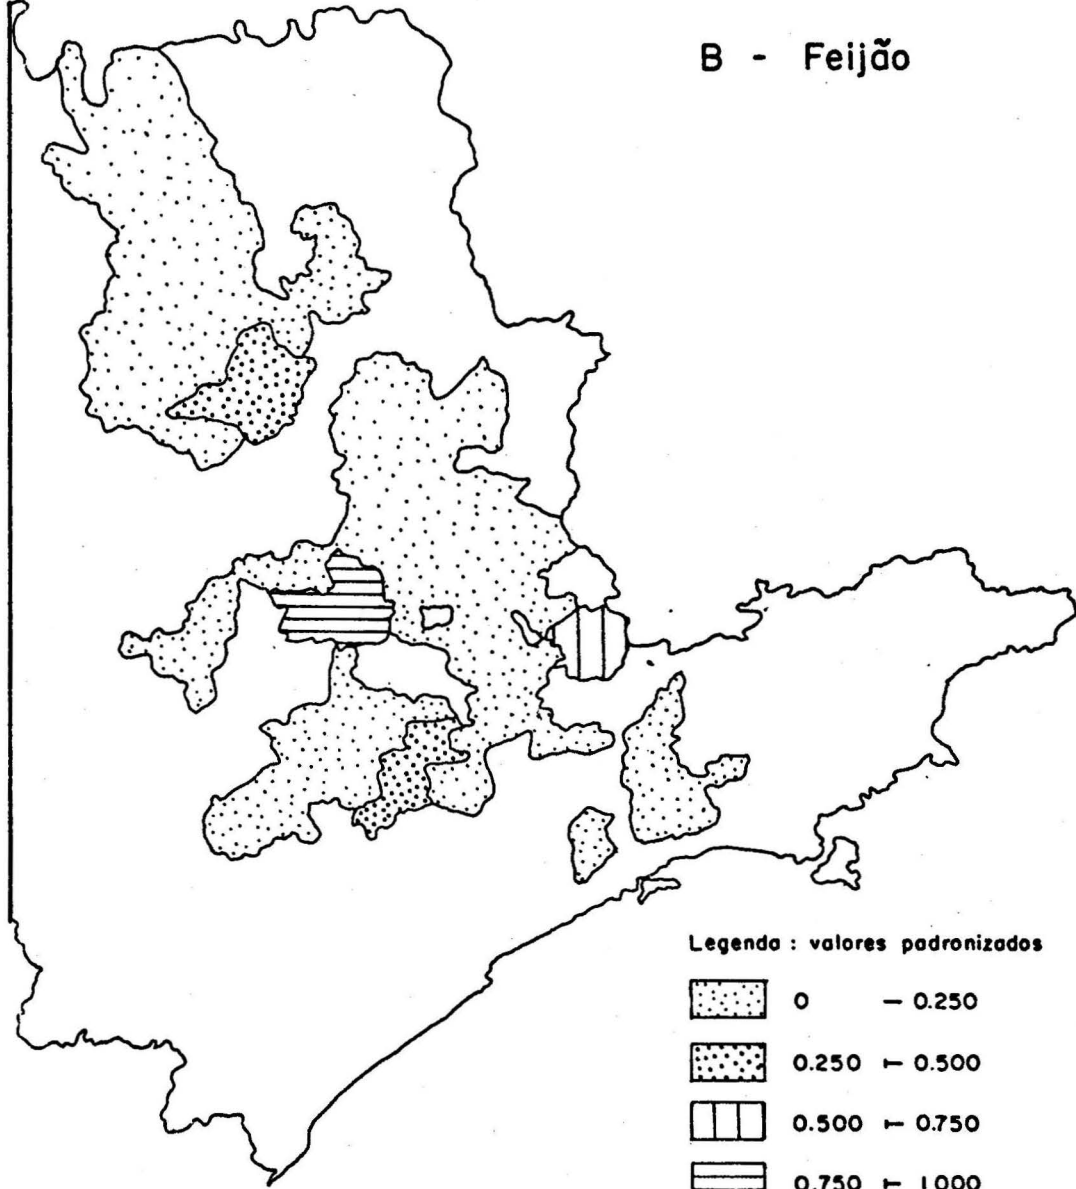 B - Feijão
Legenda : valores padronizados
0 — 0.250
0.250 ⊢ 0.500
0.500 ⊢ 0.750
0.750 ⊢ 1.000